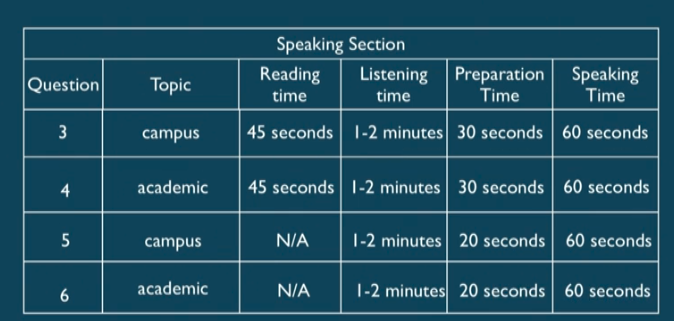 Speaking Section
Question Topic Reading time Listening time Preparation Time Speaking Time
3 campus 45 seconds 1-2 minutes 30 seconds 60 seconds
4 academic 45 seconds 1-2 minutes 30 seconds 60 seconds
5 campus N/A 1-2 minutes 20 seconds 60 seconds
6 academic N/A 1-2 minutes 20 seconds 60 seconds